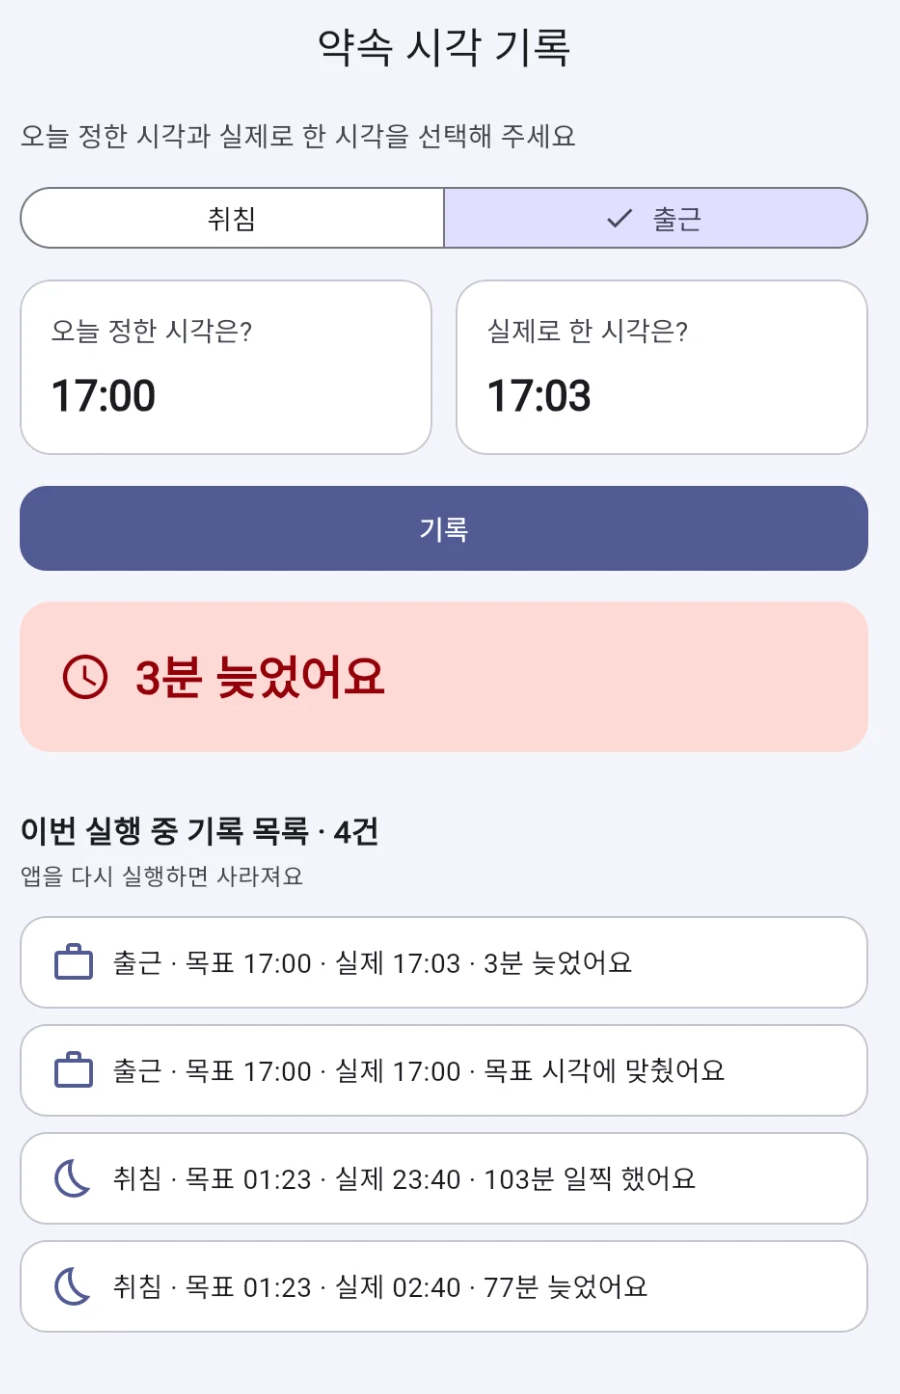 약속 시각 기록
오늘 정한 시각과 실제로 한 시각을 선택해 주세요
취침
출근
오늘 정한 시각은?
17:00
실제로 한 시각은?
17:03
기록
3분 늦었어요
이번 실행 중 기록 목록 · 4건
앱을 다시 실행하면 사라져요
출근 · 목표 17:00 · 실제 17:03 · 3분 늦었어요
출근 · 목표 17:00 · 실제 17:00 · 목표 시각에 맞췄어요
취침 · 목표 01:23 · 실제 23:40 · 103분 일찍 했어요
취침 · 목표 01:23 · 실제 02:40 · 77분 늦었어요